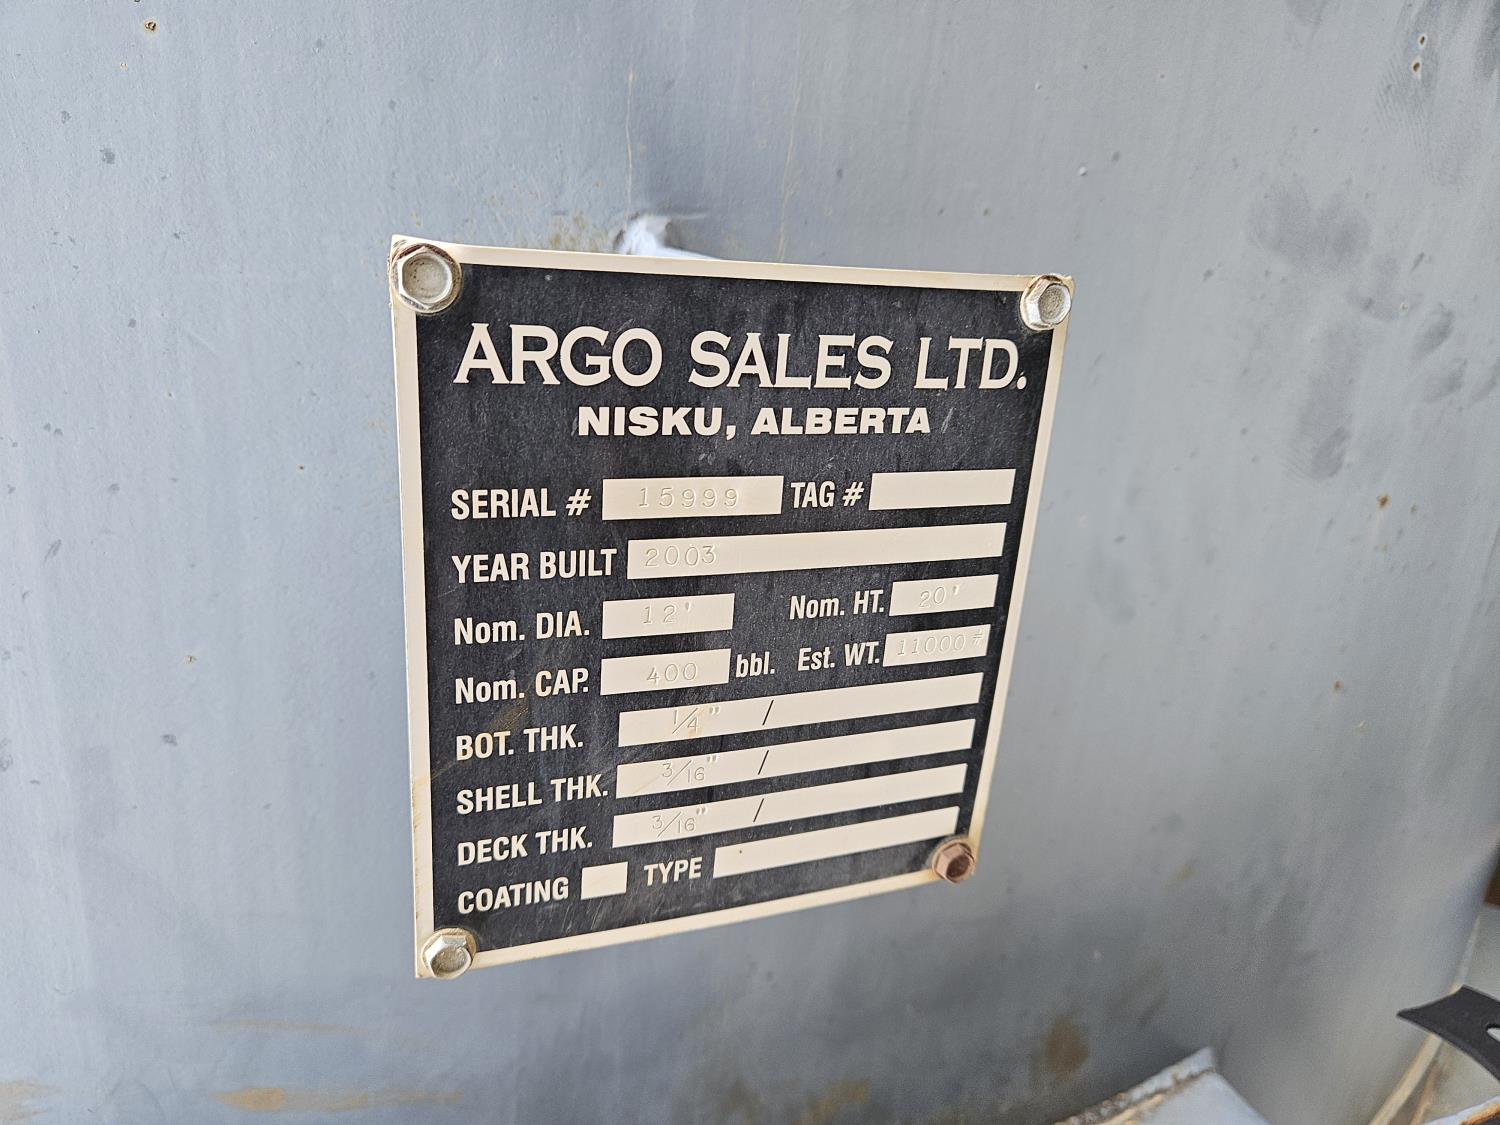 ARGO SALES LTD.
NISKU, ALBERTA
SERIAL # 15999 TAG #
YEAR BUILT 2003
Nom. DIA. 12' Nom. HT. 20'
Nom. CAP. 400 bbl. Est. WT. 11000#
BOT. THK. 1/4" /
SHELL THK. 3/16" /
DECK THK. 3/16" /
COATING TYPE